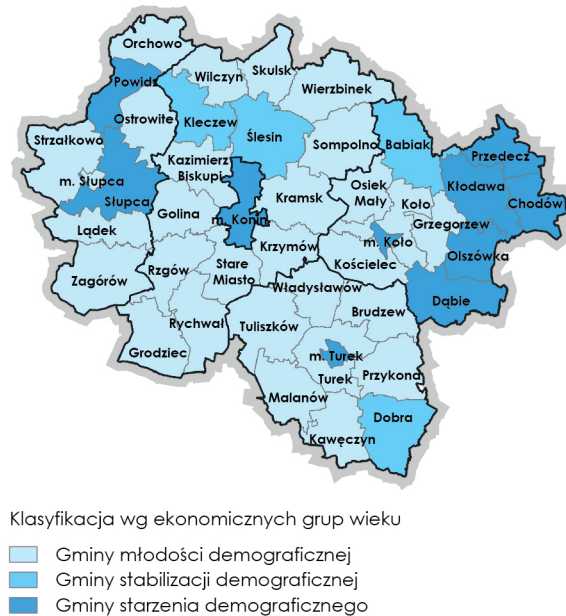 Orchowo
Powidz
Wilczyn
Skulsk
Wierzbinek
Ostrowite
Kleczew
Ślesin
Strzałkowo
Sompolno
Babiak
Przedecz
Kazimierz
Biskupi
m. Słupca
Słupca
Kłodawa
Chodów
Osiek
Mały
Koło
Kramsk
Golina
m. Konin
Grzegorzew
Lądek
m. Koło
Krzymów
Kościelec
Olszówka
Zagórów
Rzgów
Stare
Miasto
Władysławów
Dąbie
Brudzew
Rychwał
Tuliszków
Grodziec
m. Turek
Turek
Przykona
Malanów
Dobra
Kawęczyn
Klasyfikacja wg ekonomicznych grup wieku
Gminy młodości demograficznej
Gminy stabilizacji demograficznej
Gminy starzenia demograficznego